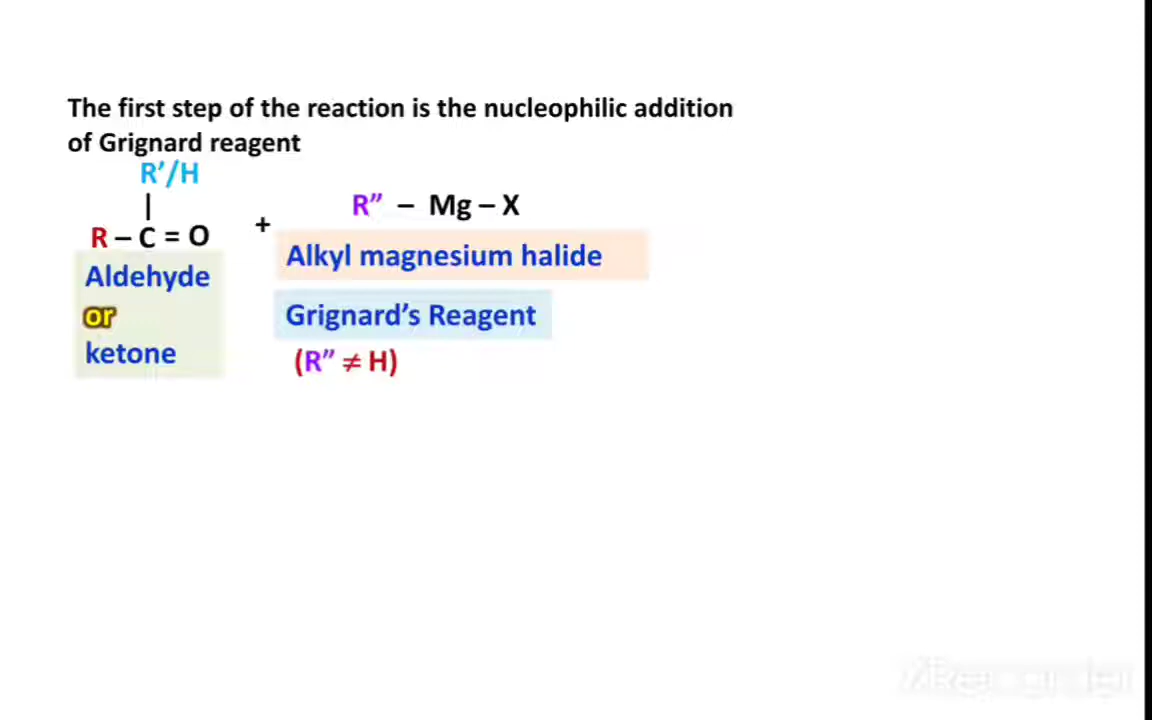 The first step of the reaction is the nucleophilic addition
of Grignard reagent
R’/H
|
R – C = O
+
R” – Mg – X
Aldehyde
or
ketone
Alkyl magnesium halide
Grignard’s Reagent
(R” ≠ H)